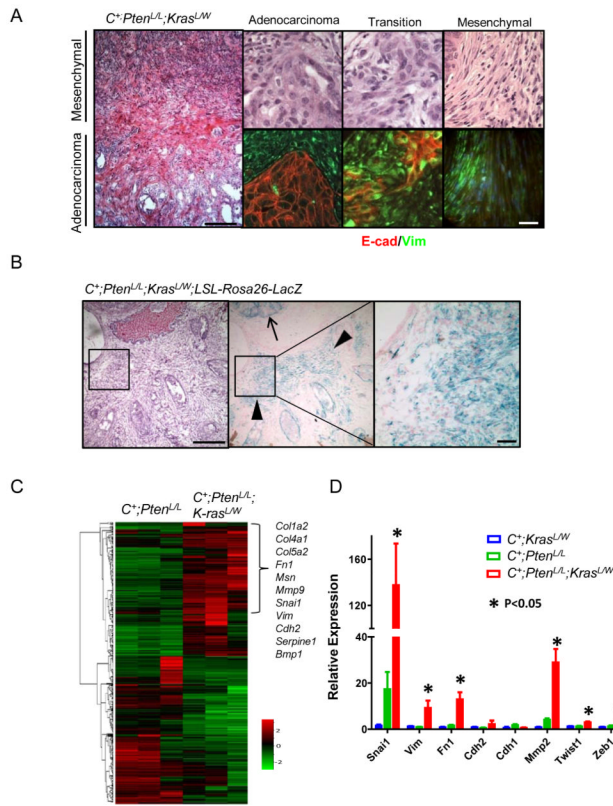 A
C+;PtenL/L;KrasL/W
Adenocarcinoma Transition Mesenchymal
Mesenchymal
Adenocarcinoma
E-cad/Vim
B
C+;PtenL/L;KrasL/W;LSL-Rosa26-LacZ
C
C+;PtenL/L
C+;PtenL/L;
K-rasL/W
Col1a2
Col4a1
Col5a2
Fn1
Msn
Mmp9
Snai1
Vim
Cdh2
Serpine1
Bmp1
2
0
-2
D
Relative Expression
160
120
80
40
20
0
C+;KrasL/W
C+;PtenL/L
C+;PtenL/L;KrasL/W
* P<0.05
* * * * *
Snai1 Vim Fn1 Cdh2 Cdh1 Mmp2 Twist1 Zeb1